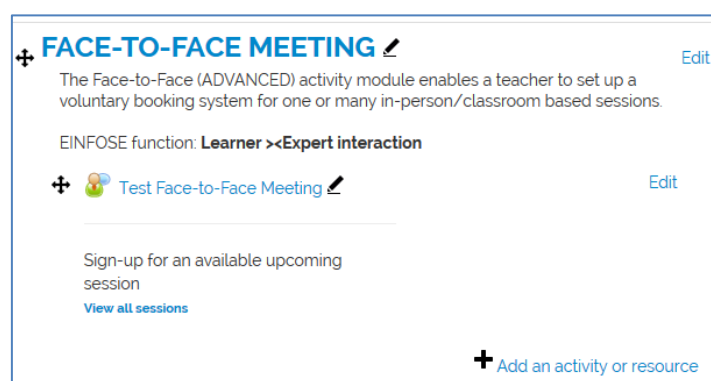 FACE-TO-FACE MEETING
Edit
The Face-to-Face (ADVANCED) activity module enables a teacher to set up a
voluntary booking system for one or many in-person/classroom based sessions.
EINFOSE function: Learner ><Expert interaction
Test Face-to-Face Meeting
Edit
Sign-up for an available upcoming
session
View all sessions
Add an activity or resource